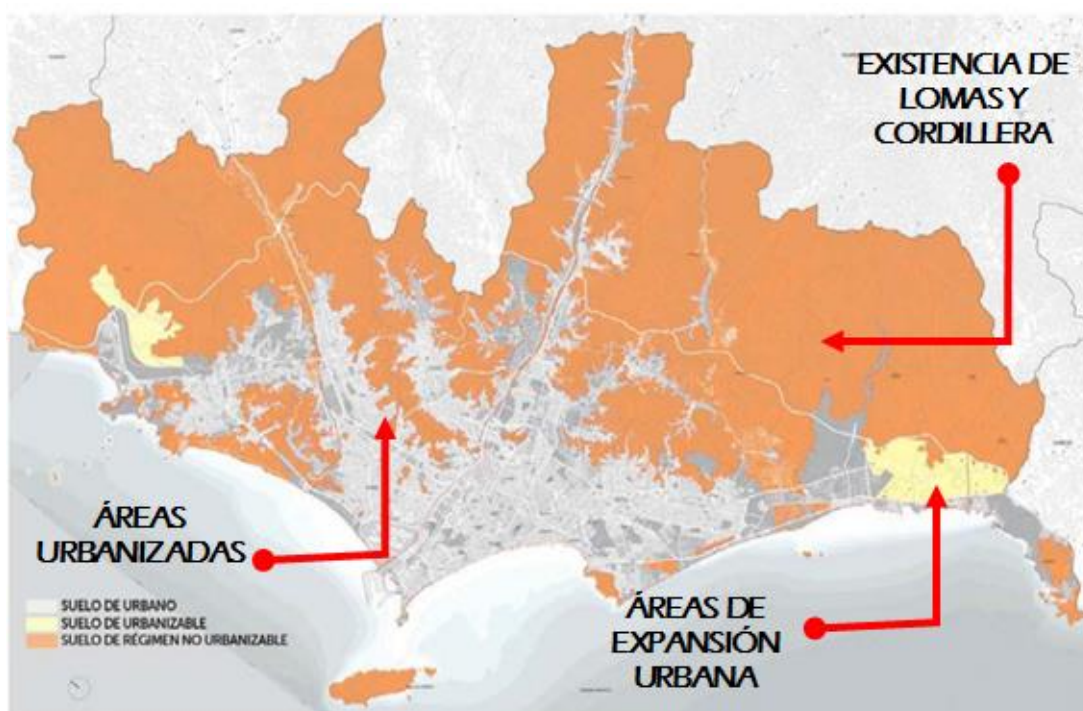 EXISTENCIA DE
LOMAS Y
CORDILLERA
ÁREAS
URBANIZADAS
ÁREAS DE
EXPANSIÓN
URBANA
SUELO DE URBANO
SUELO DE URBANIZABLE
SUELO DE RÉGIMEN NO URBANIZABLE